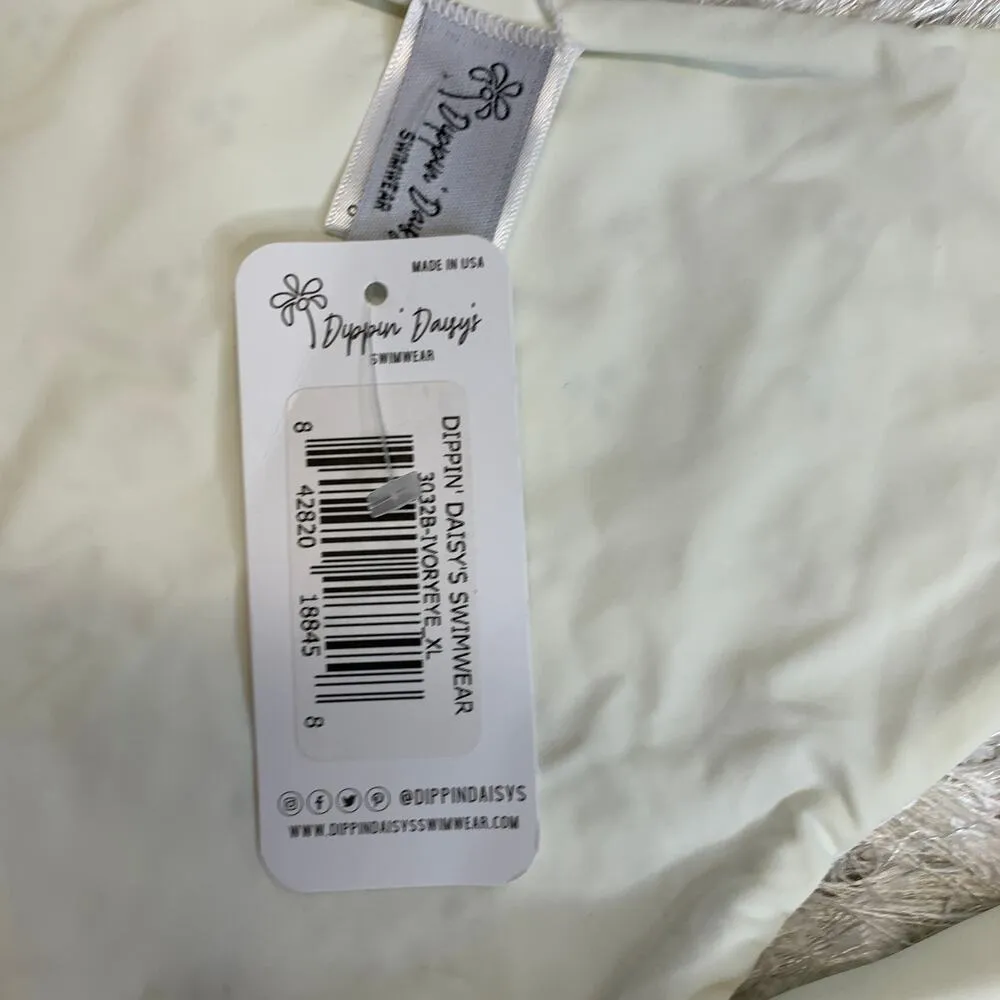 Dippin' Daisy
SWIMWEAR
MADE IN USA
Dippin' Daisy's
SWIMWEAR
DIPPIN' DAISY'S SWIMWEAR
3032B-IVORYEYE_XL
8 42820 18845 8
@DIPPINDAISYS
WWW.DIPPINDAISYSSWIMWEAR.COM